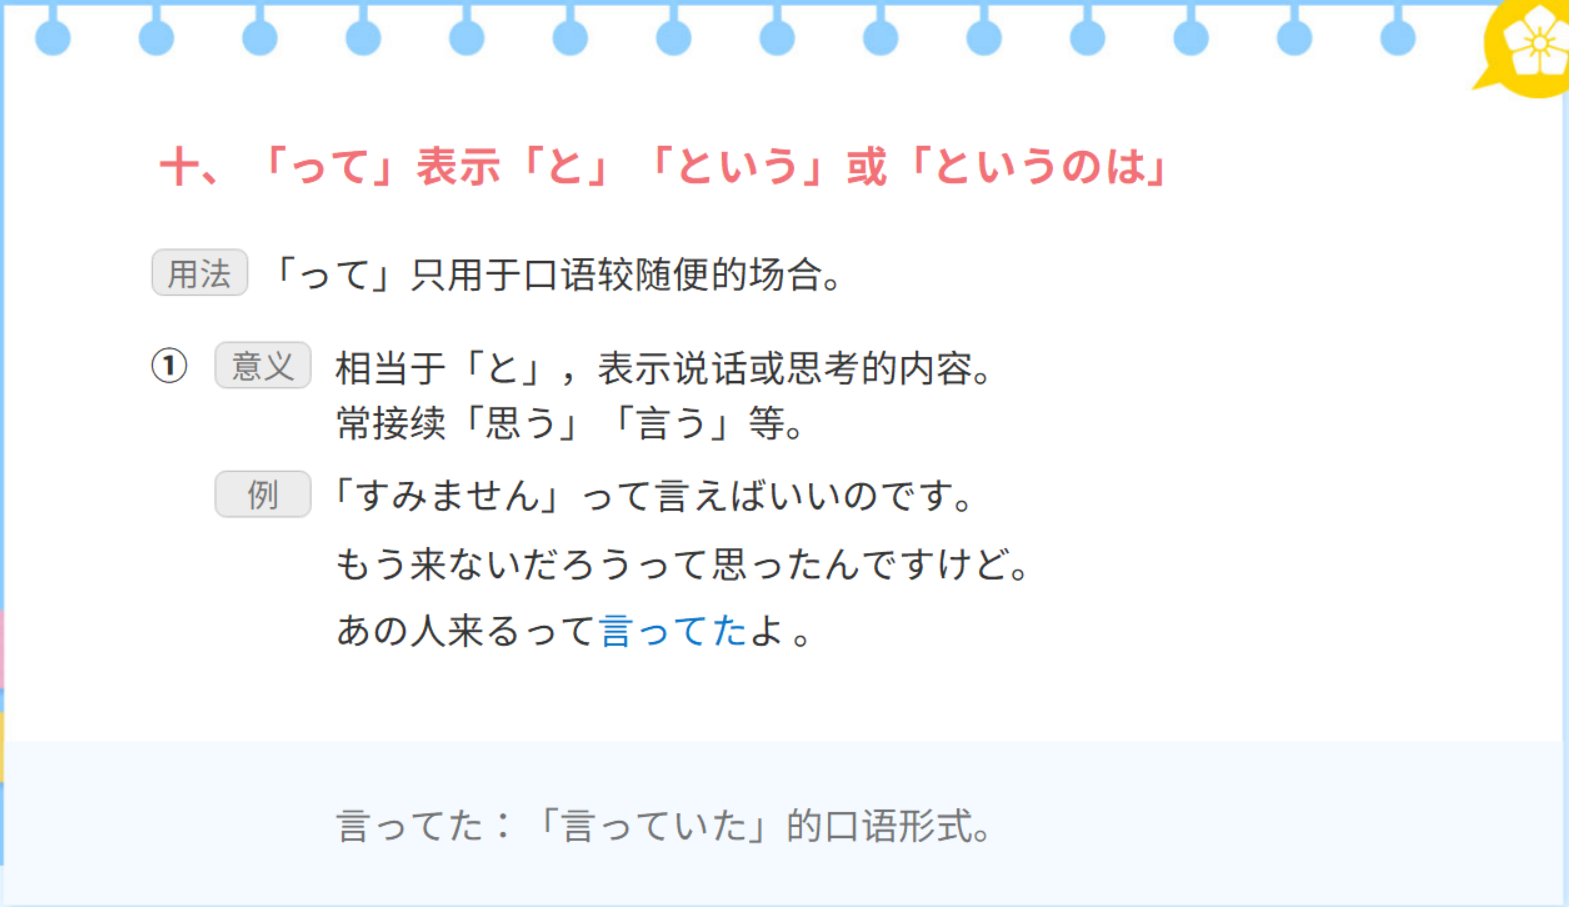 十、「って」表示「と」「という」或「というのは」
用法 「って」只用于口语较随便的场合。
① 意义 相当于「と」，表示说话或思考的内容。
常接续「思う」「言う」等。
例 「すみません」って言えばいいのです。
もう来ないだろうって思ったんですけど。
あの人来るって言ってたよ。
言ってた：「言っていた」的口语形式。